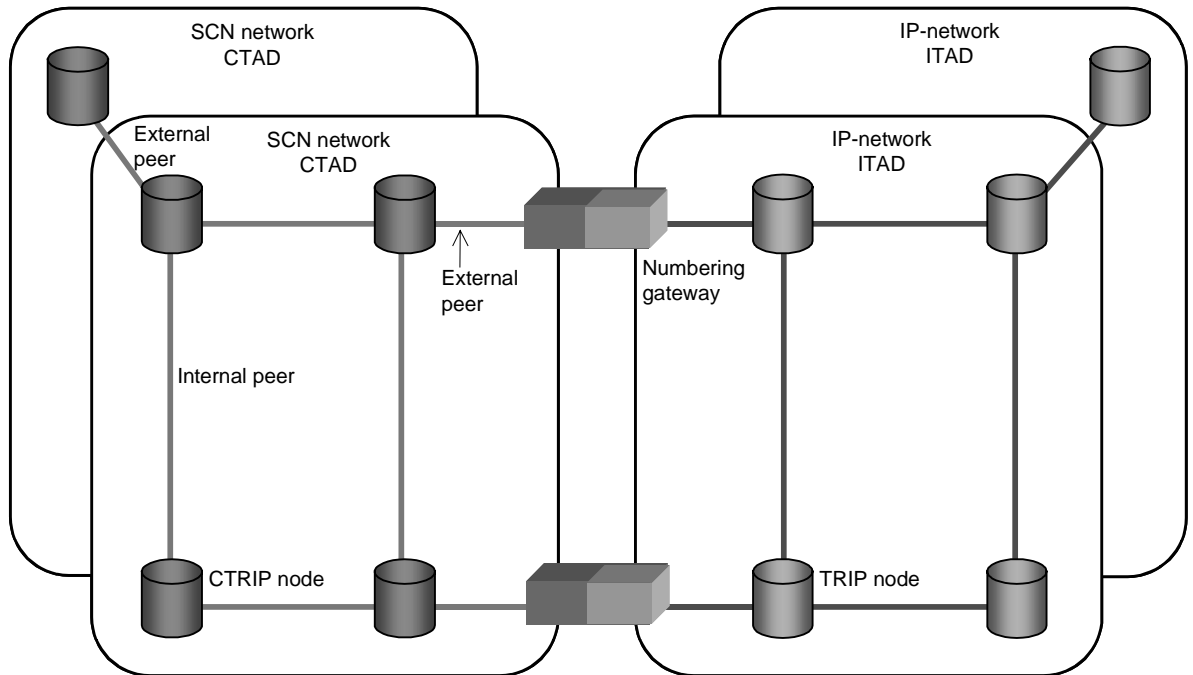 SCN network
CTAD
IP-network
ITAD
External
peer
SCN network
CTAD
IP-network
ITAD
External
peer
Numbering
gateway
Internal peer
CTRIP node
TRIP node